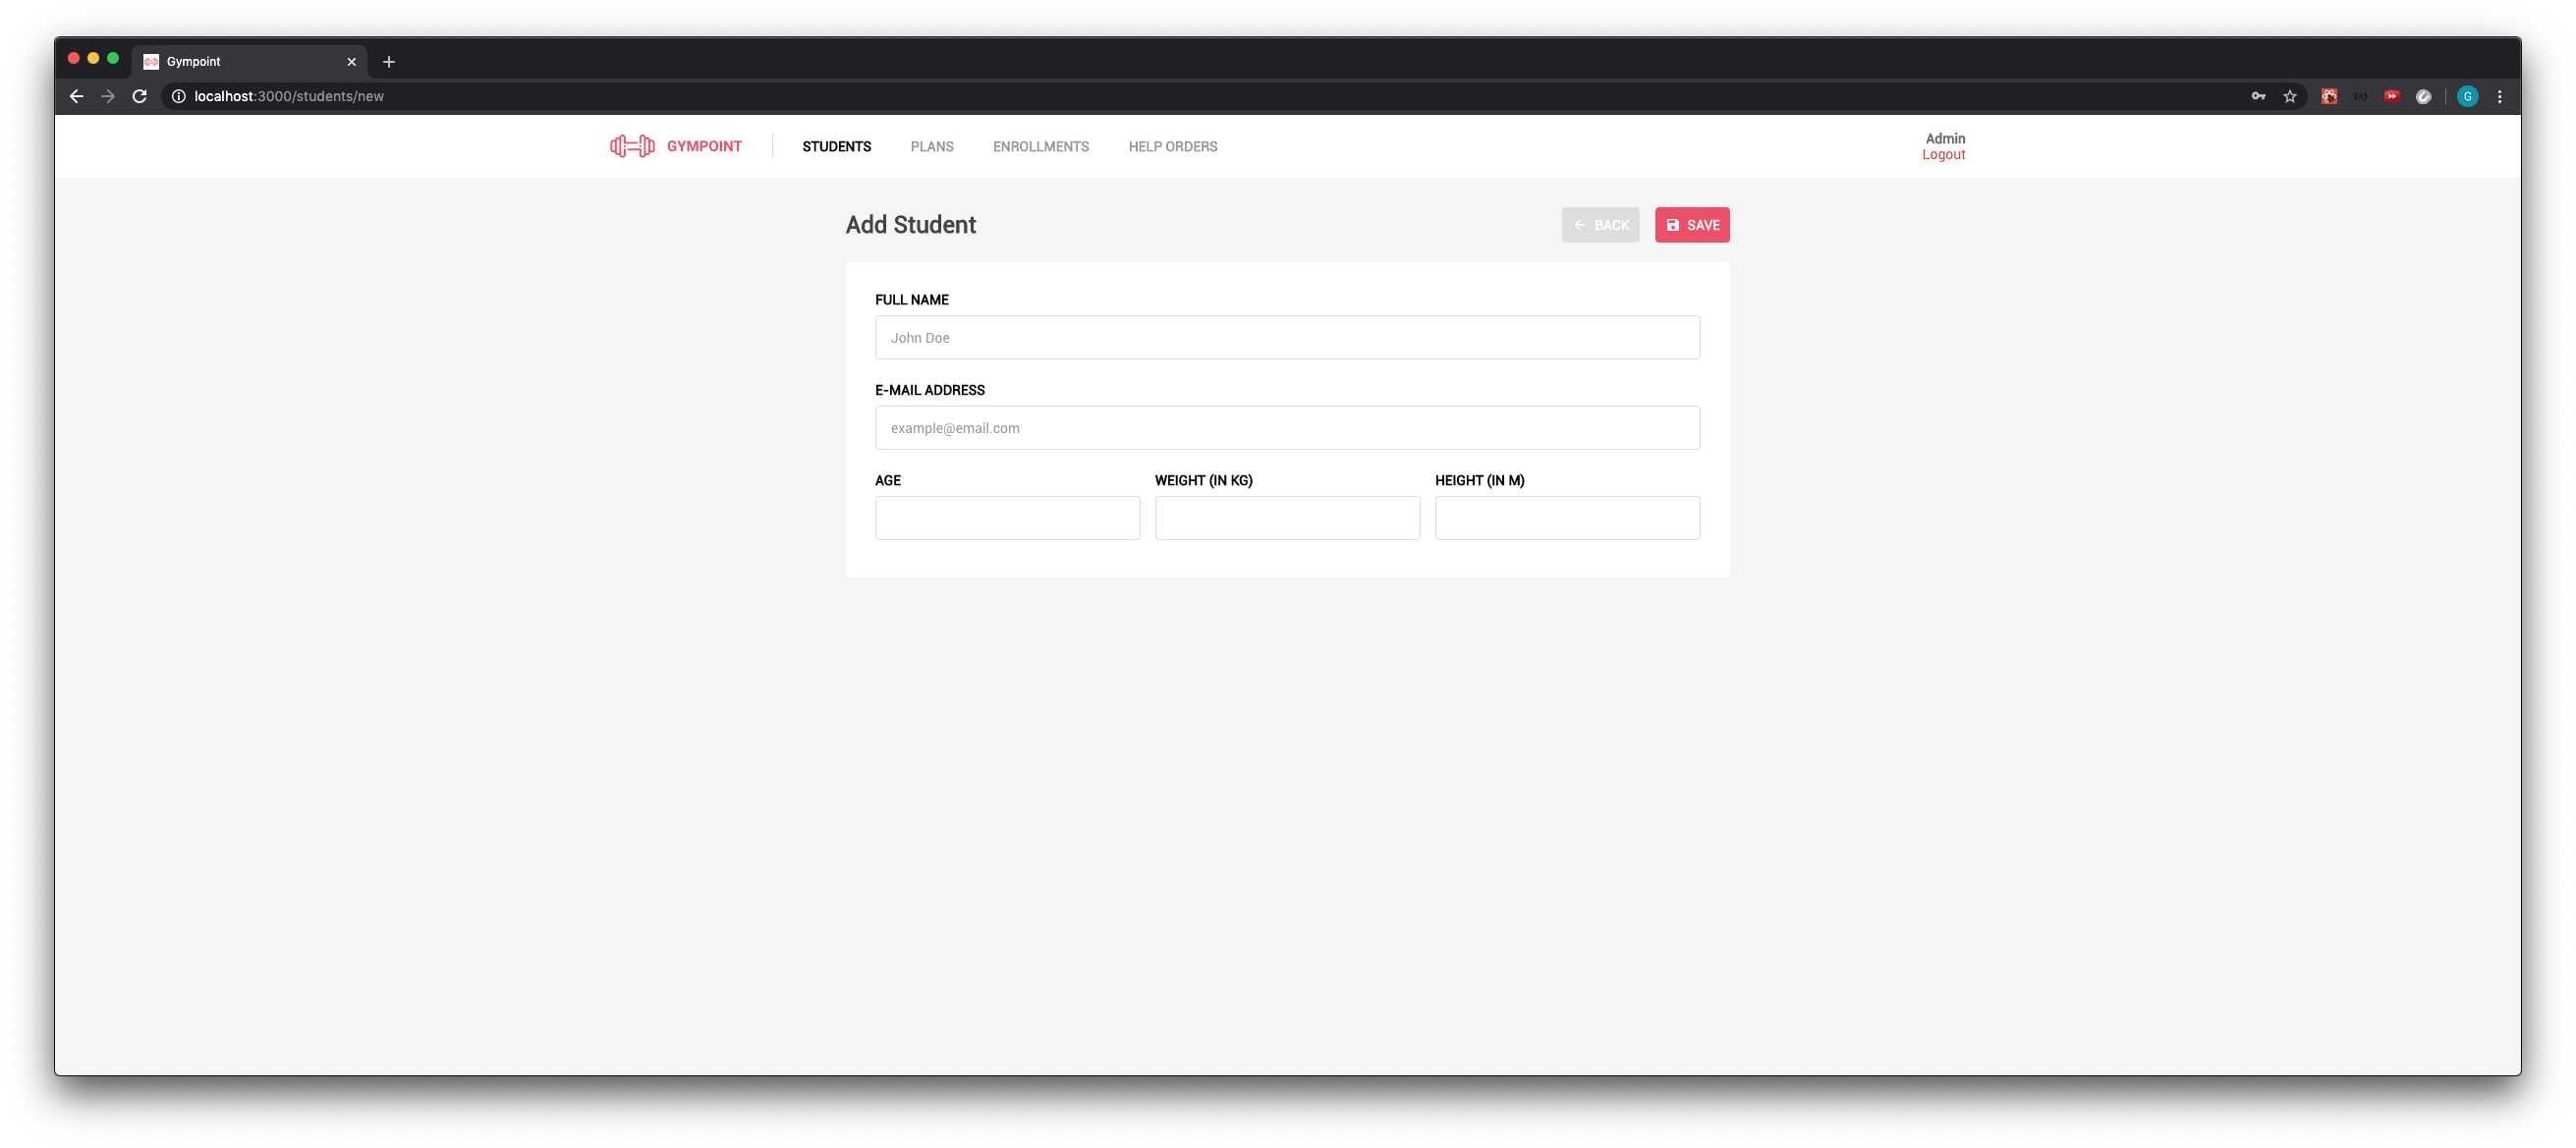 Gympoint
localhost:3000/students/new
G
GYMPOINT STUDENTS PLANS ENROLLMENTS HELP ORDERS Admin
Logout
Add Student BACK SAVE
FULL NAME
John Doe
E-MAIL ADDRESS
example@email.com
AGE WEIGHT (IN KG) HEIGHT (IN M)